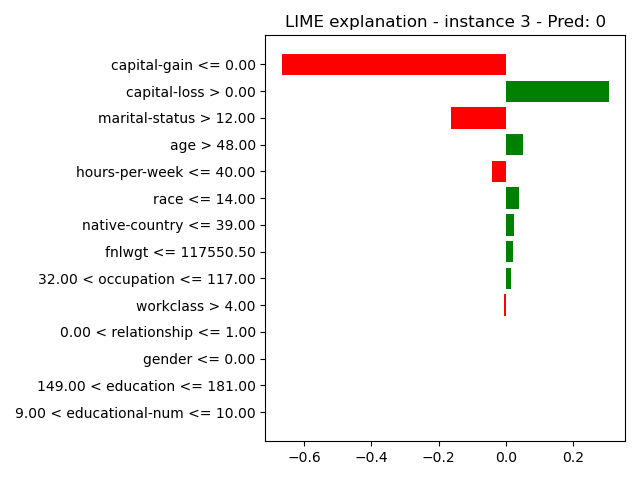 LIME explanation - instance 3 - Pred: 0
capital-gain <= 0.00
capital-loss > 0.00
marital-status > 12.00
age > 48.00
hours-per-week <= 40.00
race <= 14.00
native-country <= 39.00
fnlwgt <= 117550.50
32.00 < occupation <= 117.00
workclass > 4.00
0.00 < relationship <= 1.00
gender <= 0.00
149.00 < education <= 181.00
9.00 < educational-num <= 10.00
−0.6 −0.4 −0.2 0.0 0.2